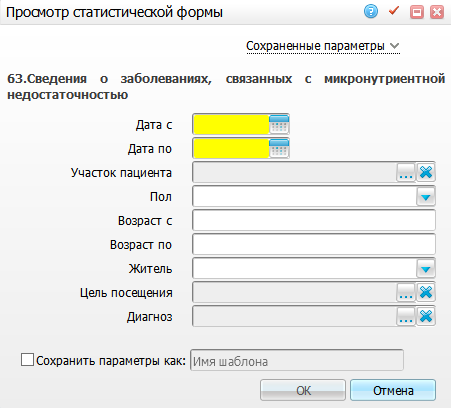 Просмотр статистической формы
Сохраненные параметры
63.Сведения о заболеваниях, связанных с микронутриентной
недостаточностью
Дата с
Дата по
Участок пациента
...
Пол
Возраст с
Возраст по
Житель
Цель посещения
...
Диагноз
...
Сохранить параметры как:
Имя шаблона
OK
Отмена